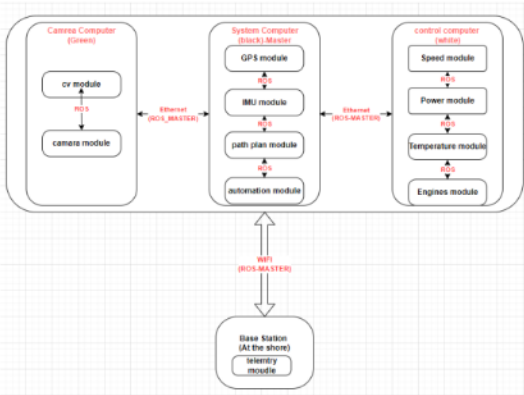 Camrea Computer
(Green)
cv module
ROS
camara module
Ethernet
(ROS_MASTER)
System Computer
(black)-Master
GPS module
ROS
IMU module
ROS
path plan module
ROS
automation module
Ethernet
(ROS-MASTER)
control computer
(white)
Speed module
ROS
Power module
ROS
Temperature module
ROS
Engines module
WIFI
(ROS-MASTER)
Base Station
(At the shore)
telemtry
moudle